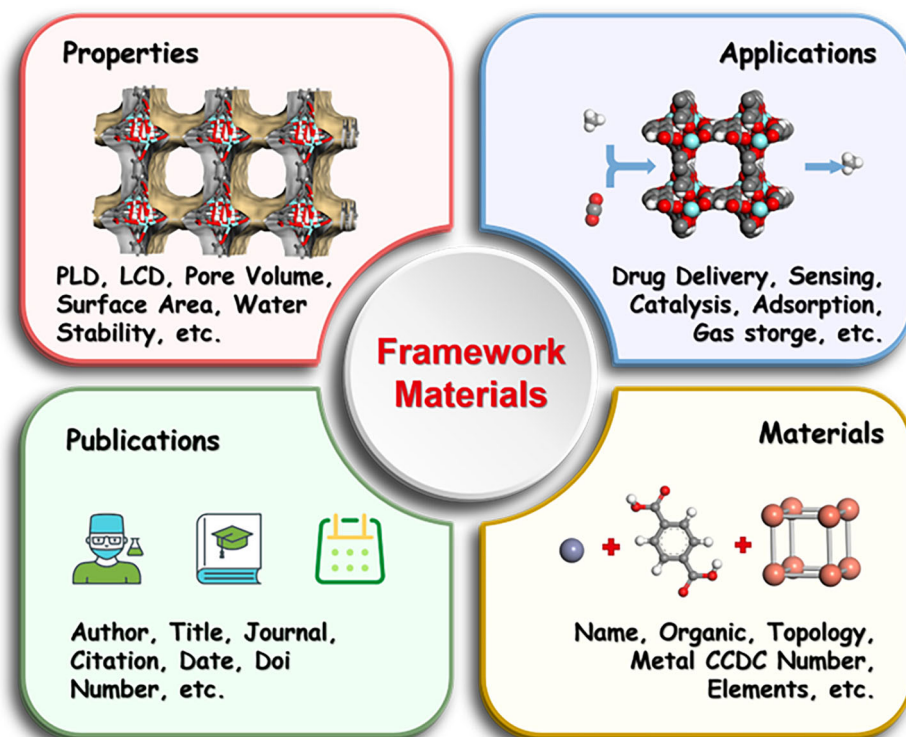 Properties
PLD, LCD, Pore Volume,
Surface Area, Water
Stability, etc.
Applications
Drug Delivery, Sensing,
Catalysis, Adsorption,
Gas storge, etc.
Framework
Materials
Publications
Author, Title, Journal,
Citation, Date, Doi
Number, etc.
Materials
Name, Organic, Topology,
Metal CCDC Number,
Elements, etc.